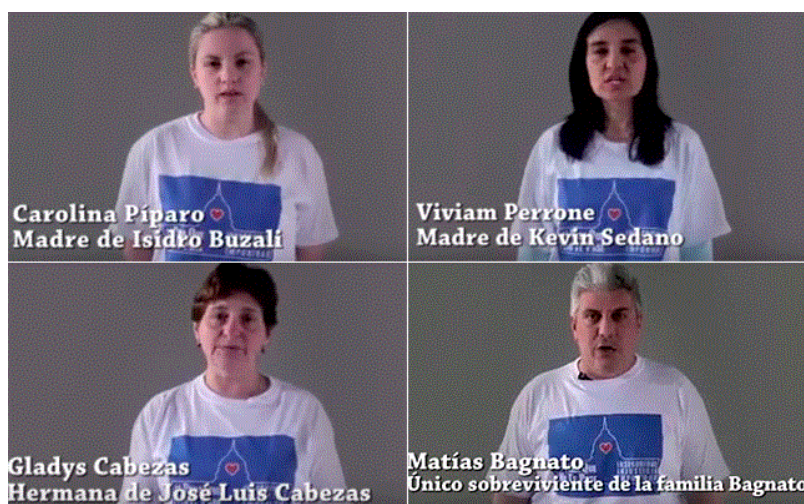 Carolina Píparo
Madre de Isidro Buzali
Viviam Perrone
Madre de Kevin Sedano
Gladys Cabezas
Hermana de José Luis Cabezas
Matías Bagnato
Único sobreviviente de la familia Bagnato